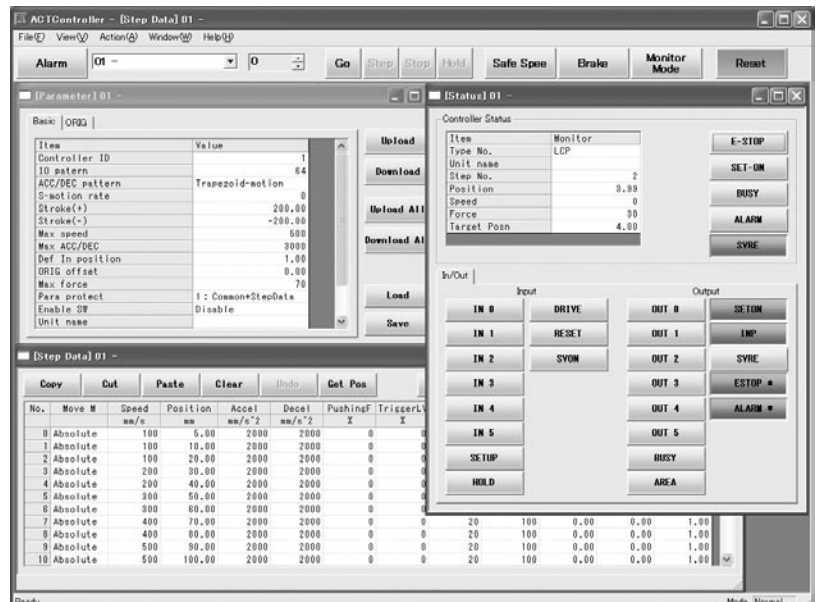 ACTController - [Step Data] 01 -
File(F) View(V) Action(A) Window(W) Help(H)
Alarm 01 - 0 Go Step Stop Hold Safe Spee Brake Monitor Mode Reset
[Parameter] 01 -
Basic ORIG
Item Value
Controller ID 1
IO patern 64
ACC/DEC pattern Trapezoid-motion
S-motion rate 0
Stroke(+) 200.00
Stroke(-) -200.00
Max speed 500
Max ACC/DEC 3000
Def In position 1.00
ORIG offset 0.00
Max force 70
Para protect 1 : Common+StepData
Enable SW Disable
Unit name
Upload
Download
Upload All
Download Al
Load
Save
[Status] 01 -
Controller Status
Item Monitor
Type No. LCP
Unit name
Step No. 2
Position 3.99
Speed 0
Force 30
Target Posn 4.00
E-STOP
SET-ON
BUSY
ALARM
SVRE
In/Out
Input Output
IN 0 DRIVE OUT 0 SETON
IN 1 RESET OUT 1 INP
IN 2 SVON OUT 2 SVRE
IN 3 OUT 3 ESTOP *
IN 4 OUT 4 ALARM *
IN 5 OUT 5
SETUP BUSY
HOLD AREA
[Step Data] 01 -
Copy Cut Paste Clear Undo Get Pos
No. Move M Speed Position Accel Decel PushingF TriggerLV
mm/s mm mm/s^2 mm/s^2 % %
0 Absolute 100 5.00 2000 2000 0 0
1 Absolute 100 10.00 2000 2000 0 0
2 Absolute 100 20.00 2000 2000 0 0
3 Absolute 200 30.00 2000 2000 0 0
4 Absolute 200 40.00 2000 2000 0 0
5 Absolute 300 50.00 2000 2000 0 0
6 Absolute 300 60.00 2000 2000 0 0
7 Absolute 400 70.00 2000 2000 0 0 20 100 0.00 0.00 1.00
8 Absolute 400 80.00 2000 2000 0 0 20 100 0.00 0.00 1.00
9 Absolute 500 90.00 2000 2000 0 0 20 100 0.00 0.00 1.00
10 Absolute 500 100.00 2000 2000 0 0 20 100 0.00 0.00 1.00
Ready Mode Normal